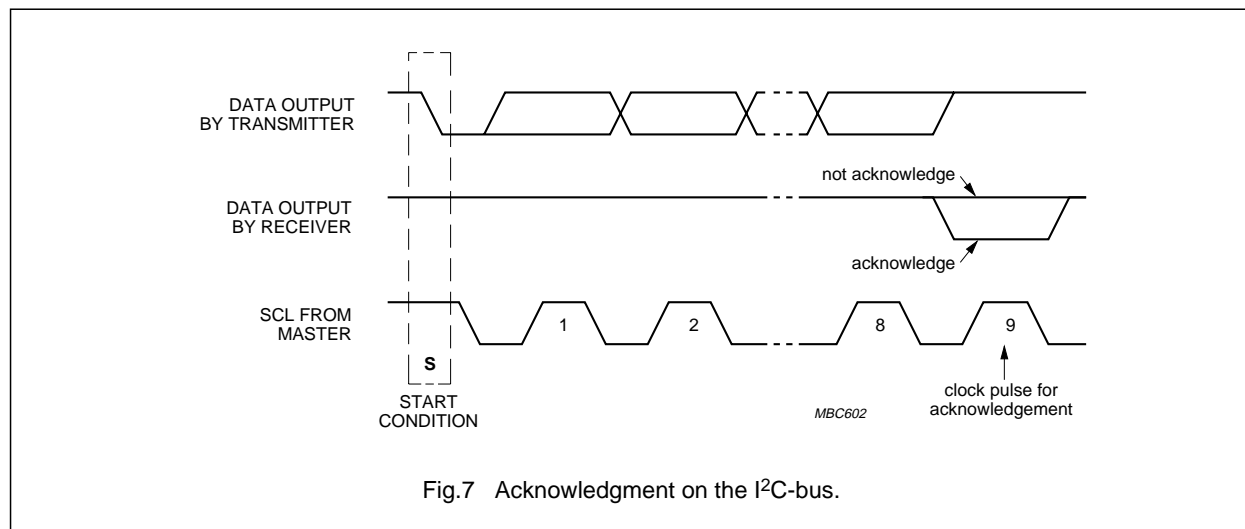 DATA OUTPUT
BY TRANSMITTER
not acknowledge
DATA OUTPUT
BY RECEIVER
acknowledge
SCL FROM
MASTER
1
2
8
9
S
START
CONDITION
clock pulse for
acknowledgement
MBC602
Fig.7 Acknowledgment on the I²C-bus.